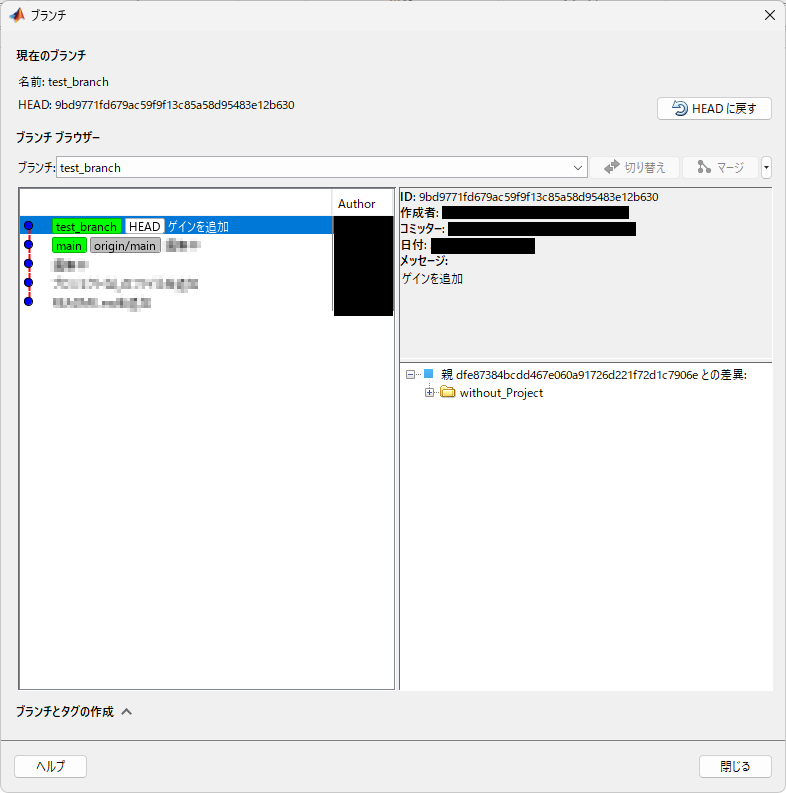 ブランチ
現在のブランチ
名前: test_branch
HEAD: 9bd9771fd679ac59f9f13c85a58d95483e12b630
HEAD に戻す
ブランチ ブラウザー
ブランチ: test_branch
切り替え
マージ
Author
test_branch HEAD ゲインを追加
main origin/main
ID: 9bd9771fd679ac59f9f13c85a58d95483e12b630
作成者:
コミッター:
日付:
メッセージ:
ゲインを追加
親 dfe87384bcdd467e060a91726d221f72d1c7906e との差異:
without_Project
ブランチとタグの作成
ヘルプ
閉じる